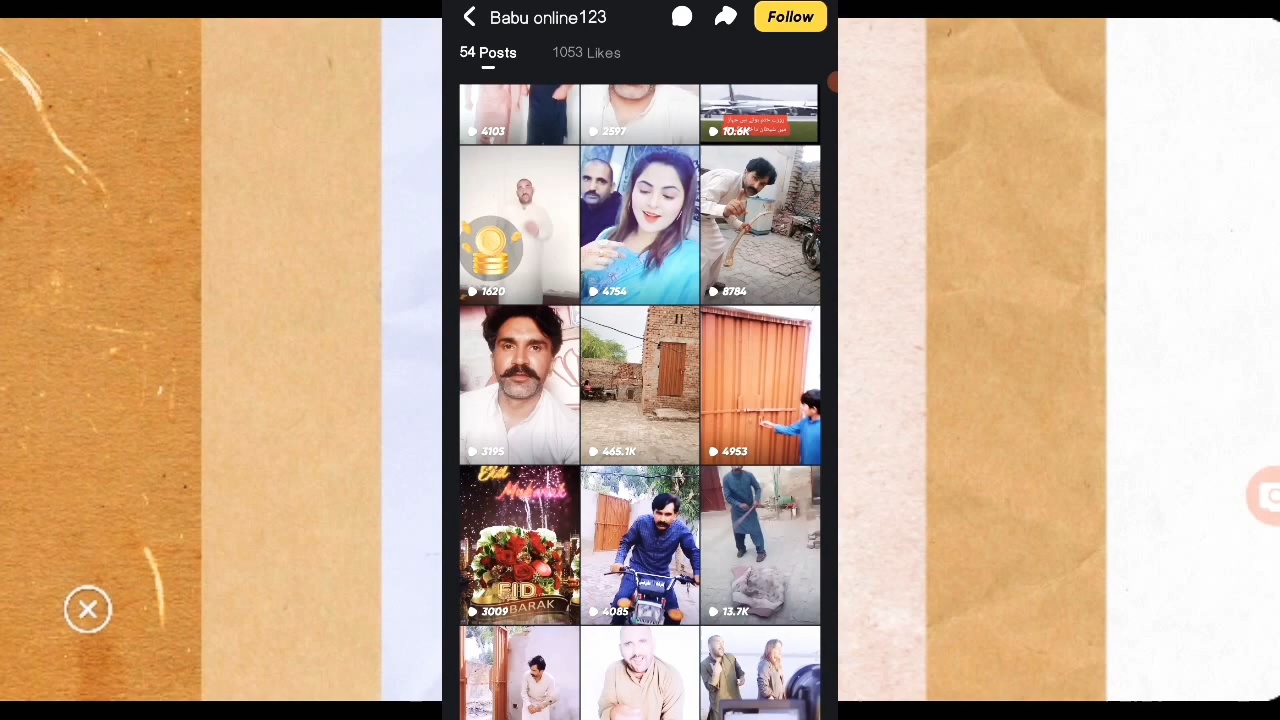 Babu online123
Follow
54 Posts
1053 Likes
4103
2597
10.6K
1620
4754
8784
3195
465.1K
4953
Eid
Mubarak
EID
MUBARAK
3009
4085
13.7K